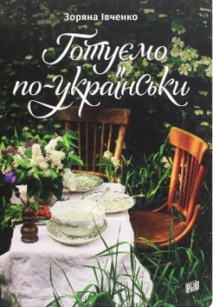 Зоряна Івченко
Готуємо
по-українськи